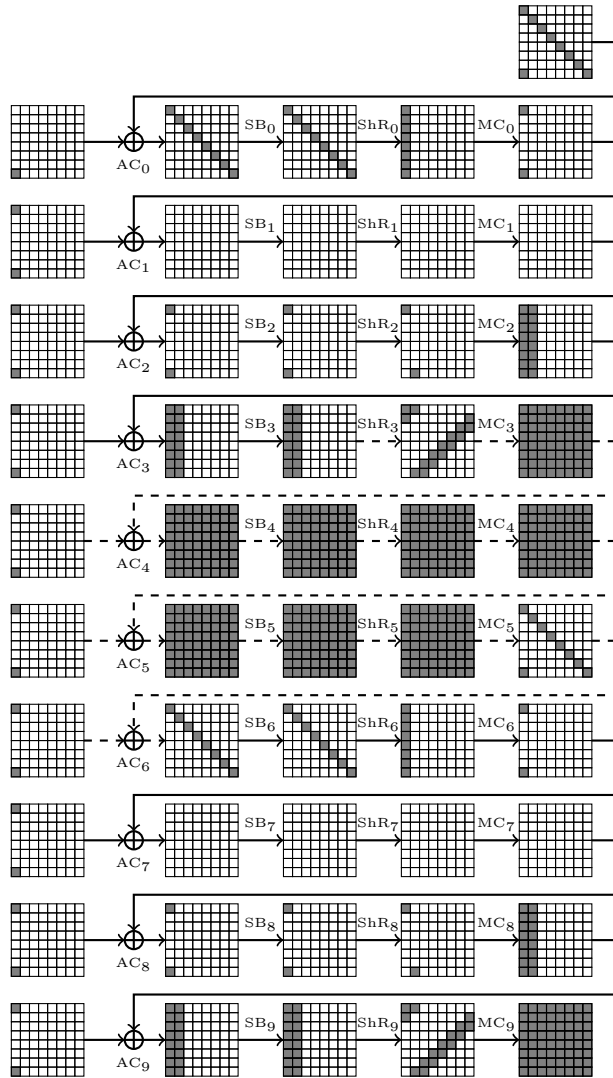 SB0 ShR0 MC0
AC0
SB1 ShR1 MC1
AC1
SB2 ShR2 MC2
AC2
SB3 ShR3 MC3
AC3
SB4 ShR4 MC4
AC4
SB5 ShR5 MC5
AC5
SB6 ShR6 MC6
AC6
SB7 ShR7 MC7
AC7
SB8 ShR8 MC8
AC8
SB9 ShR9 MC9
AC9